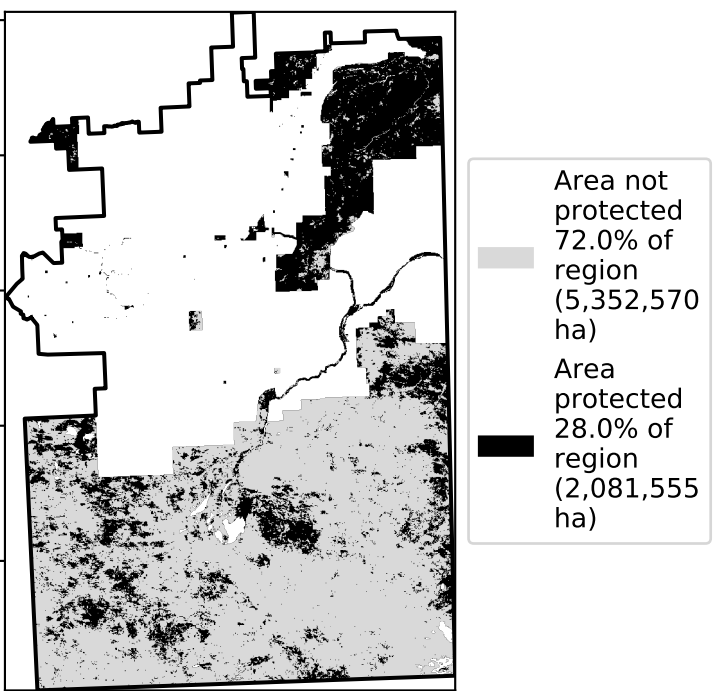 Area not
protected
72.0% of
region
(5,352,570
ha)
Area
protected
28.0% of
region
(2,081,555
ha)